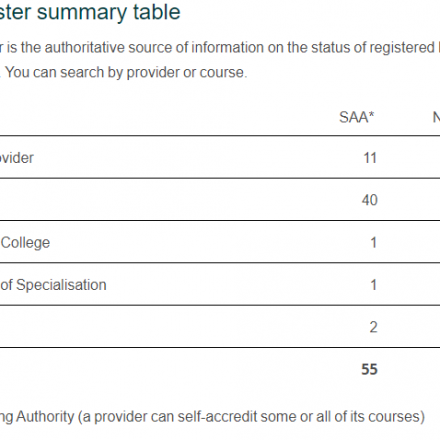 ster summary table
r is the authoritative source of information on the status of registered
. You can search by provider or course.
SAA* N
ovider 11
40
College 1
of Specialisation 1
2
55
ng Authority (a provider can self-accredit some or all of its courses)